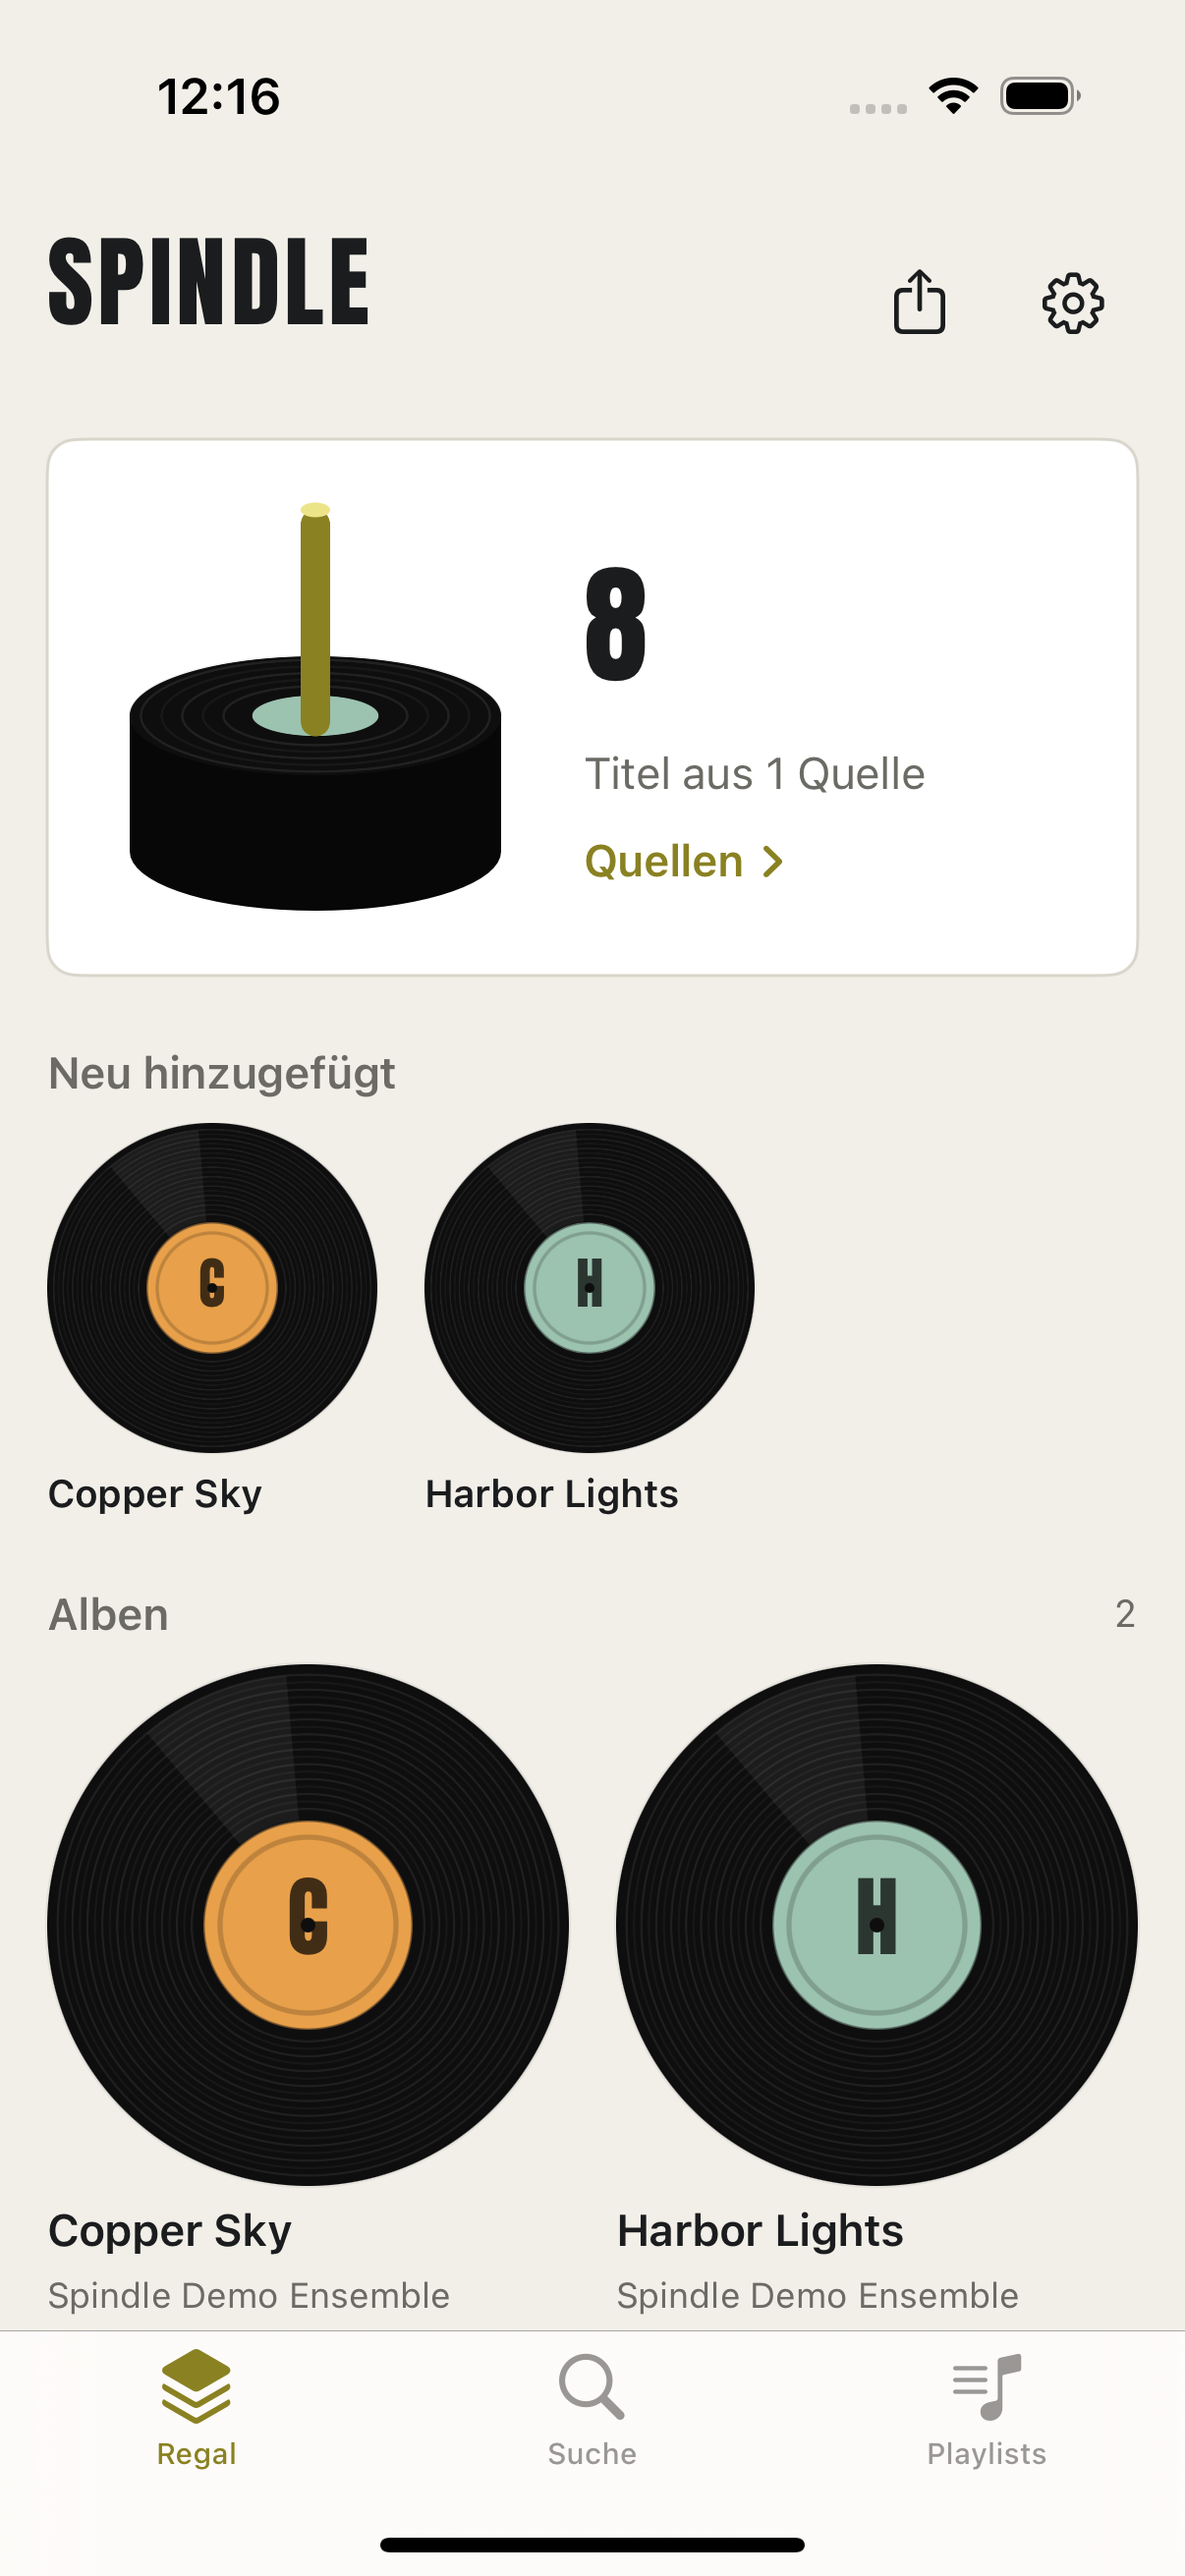 12:16
SPINDLE
8
Titel aus 1 Quelle
Quellen
Neu hinzugefügt
C
H
Copper Sky
Harbor Lights
Alben
2
C
H
Copper Sky
Harbor Lights
Spindle Demo Ensemble
Spindle Demo Ensemble
Regal
Suche
Playlists